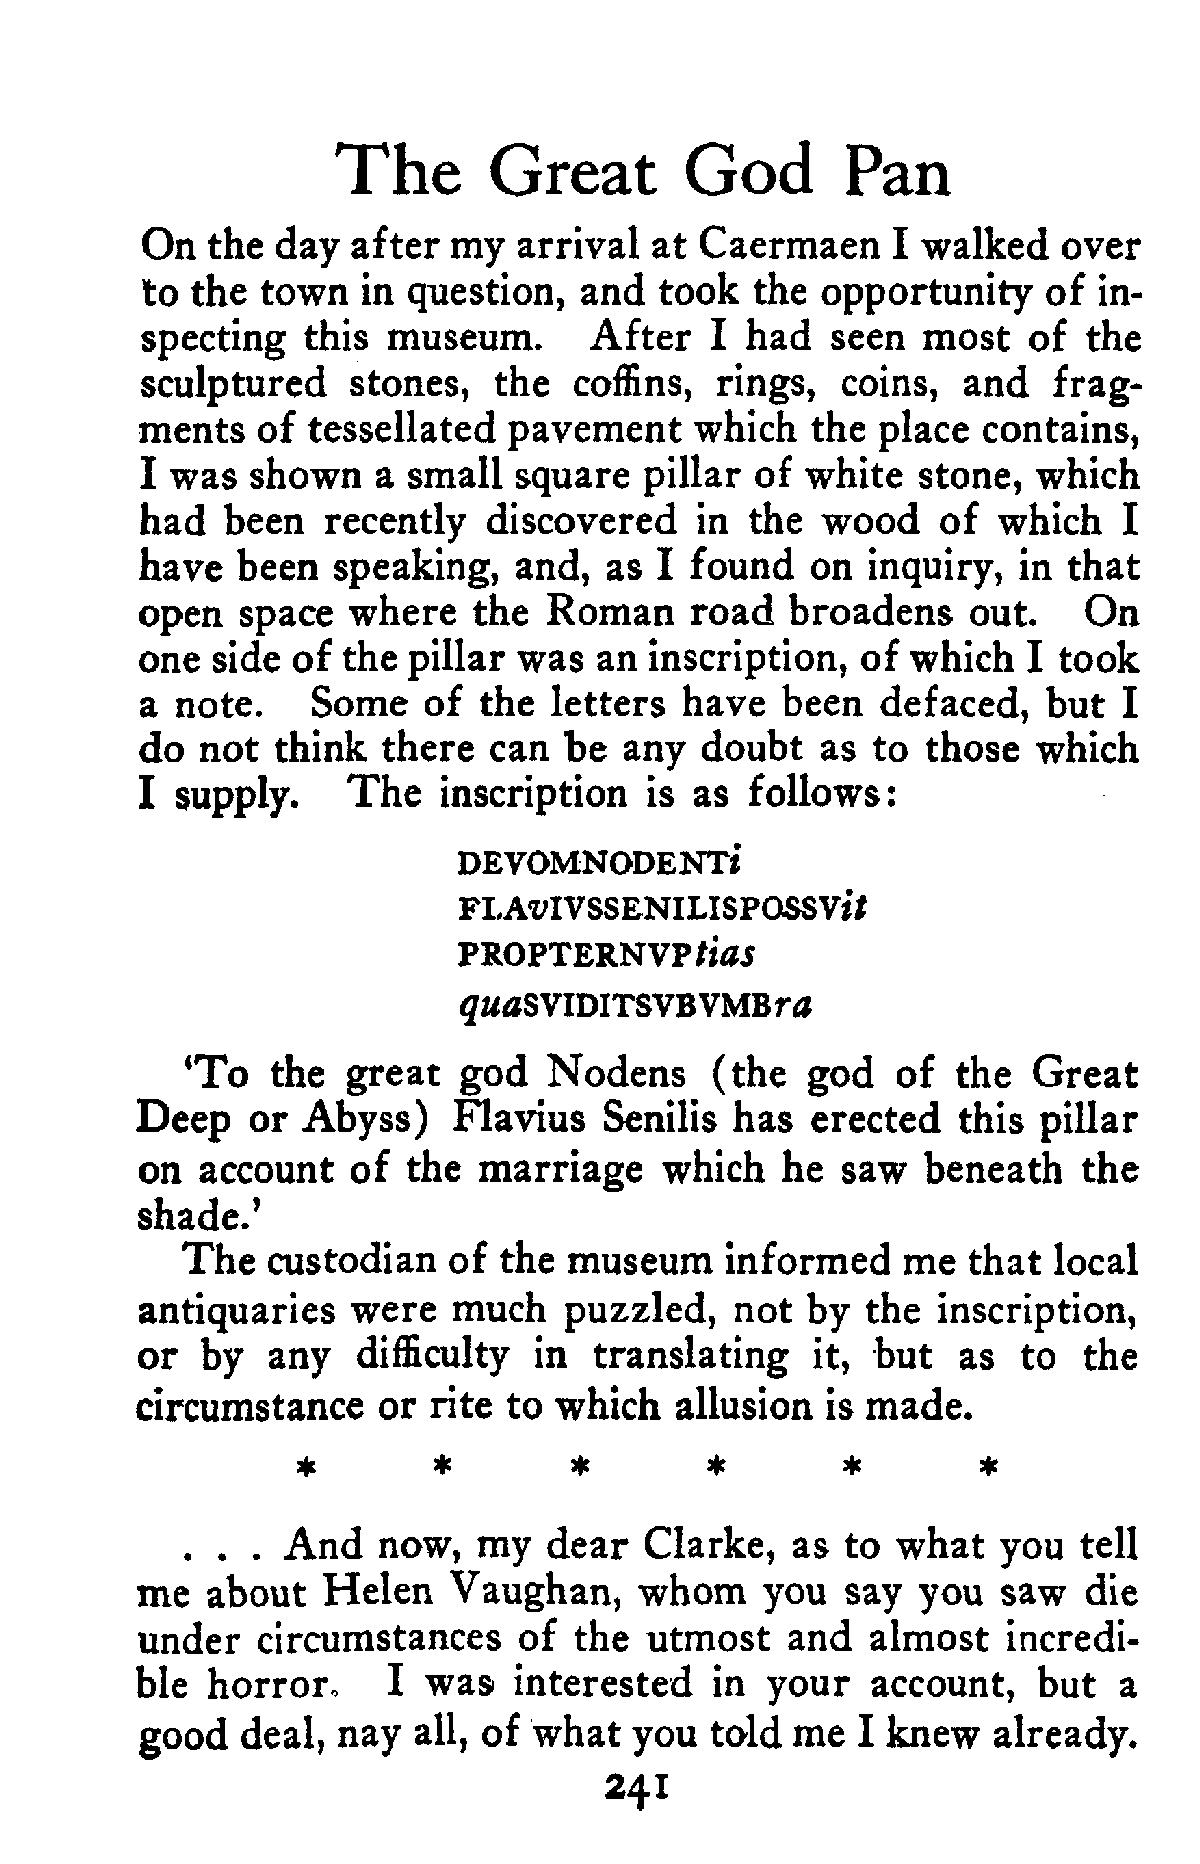 The Great God Pan
On the day after my arrival at Caermaen I walked over
to the town in question, and took the opportunity of in-
specting this museum. After I had seen most of the
sculptured stones, the coffins, rings, coins, and frag-
ments of tessellated pavement which the place contains,
I was shown a small square pillar of white stone, which
had been recently discovered in the wood of which I
have been speaking, and, as I found on inquiry, in that
open space where the Roman road broadens out. On
one side of the pillar was an inscription, of which I took
a note. Some of the letters have been defaced, but I
do not think there can be any doubt as to those which
I supply. The inscription is as follows:
DEVOMNODENTi
FLAvIVSSENILISPOSSVit
PROPTERNVPtias
quaSVIDITSVBVMBra
‘To the great god Nodens (the god of the Great
Deep or Abyss) Flavius Senilis has erected this pillar
on account of the marriage which he saw beneath the
shade.’
The custodian of the museum informed me that local
antiquaries were much puzzled, not by the inscription,
or by any difficulty in translating it, but as to the
circumstance or rite to which allusion is made.
* * * * * *
. . . And now, my dear Clarke, as to what you tell
me about Helen Vaughan, whom you say you saw die
under circumstances of the utmost and almost incredi-
ble horror. I was interested in your account, but a
good deal, nay all, of what you told me I knew already.
241